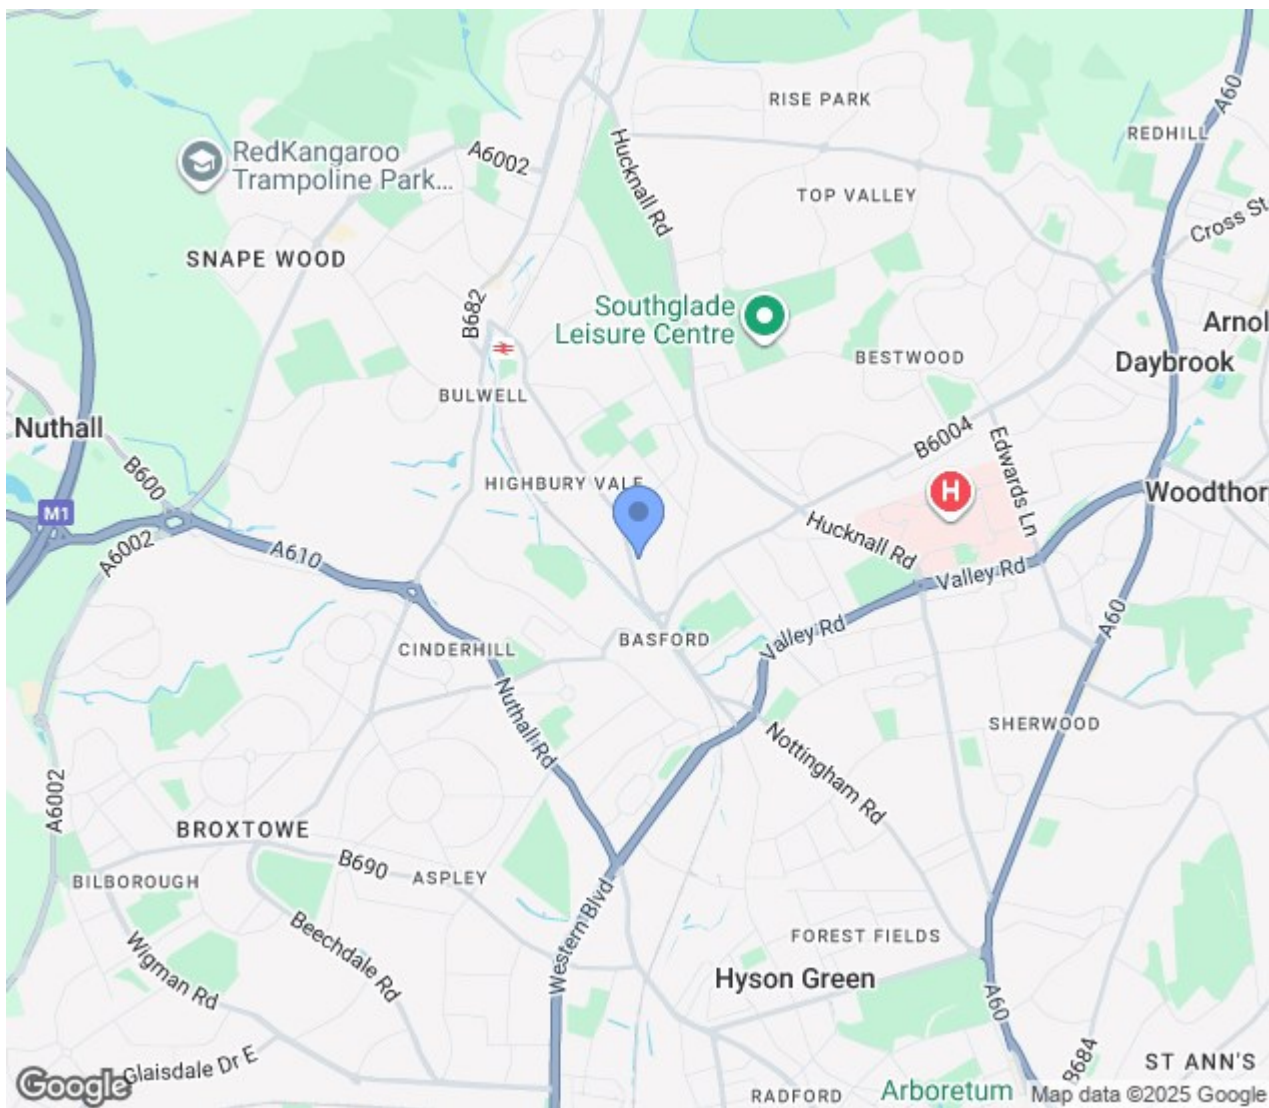 RISE PARK
A60
REDHILL
A6002
Hucknall Rd
RedKangaroo
Trampoline Park...
TOP VALLEY
Cross St
SNAPE WOOD
B682
Southglade
Leisure Centre
Arnol
BESTWOOD
Daybrook
BULWELL
Nuthall
B6004
Edwards Ln
B600
HIGHBURY VALE
H
Woodthor
M1
A6002
A610
Hucknall Rd
Valley Rd
A60
Valley Rd
BASFORD
CINDERHILL
Nuthall Rd
SHERWOOD
Nottingham Rd
A6002
BROXTOWE
B690
ASPLEY
BILBOROUGH
Western Blvd
Beechdale Rd
FOREST FIELDS
Wigman Rd
Hyson Green
A60
B684
ST ANN'S
Glaisdale Dr E
Google
RADFORD
Arboretum
Map data ©2025 Google